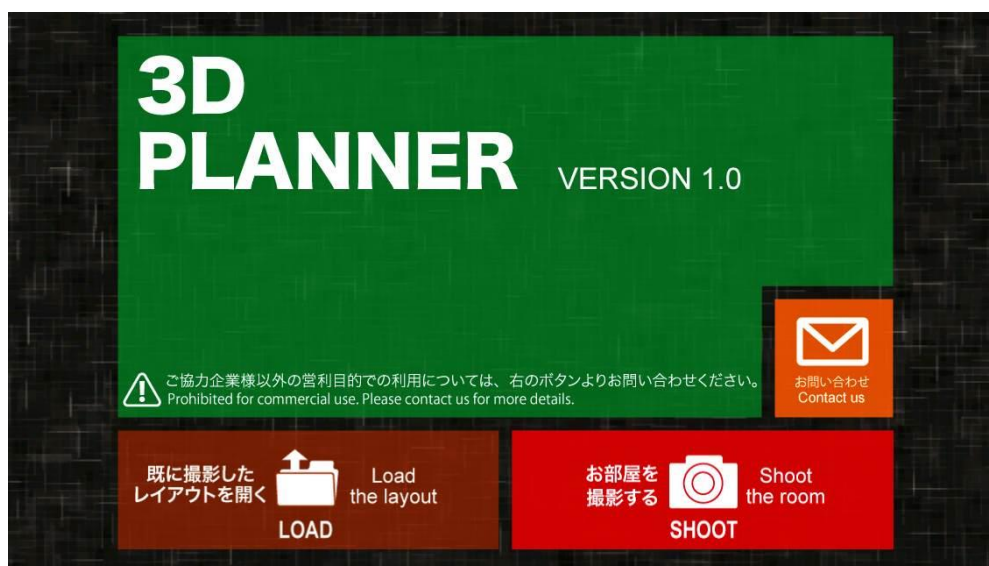 3D
PLANNER VERSION 1.0
ご協力企業様以外の営利目的での利用については、右のボタンよりお問い合わせください。
Prohibited for commercial use. Please contact us for more details.
お問い合わせ
Contact us
既に撮影した
レイアウトを開く
Load
the layout
LOAD
お部屋を
撮影する
Shoot
the room
SHOOT